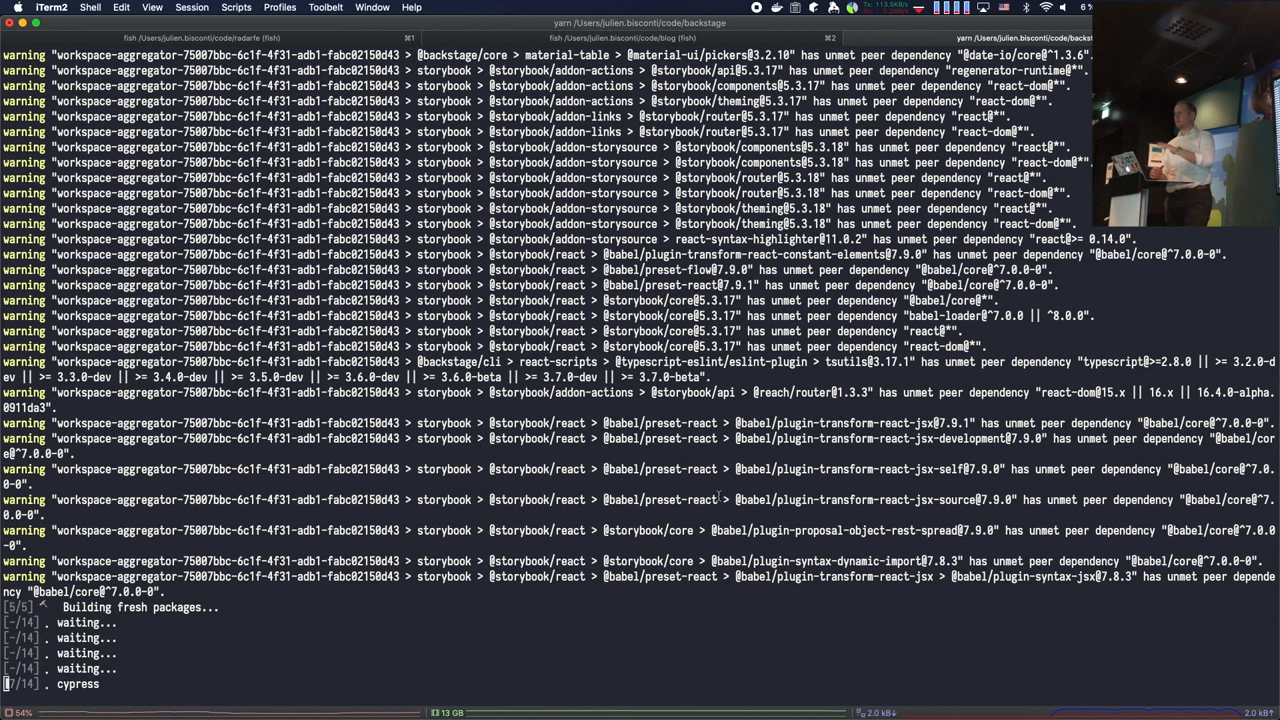 iTerm2 Shell Edit View Session Scripts Profiles Toolbelt Window Help 113.5KB 6 %
yarn /Users/julien.bisconti/code/backstage
fish /Users/julien.bisconti/code/radarfe (fish) ⌘1 fish /Users/julien.bisconti/code/blog (fish) ⌘2 yarn /Users/julien.bisconti/code/backst
warning "workspace-aggregator-75007bbc-6c1f-4f31-adb1-fabc02150d43 > @backstage/core > material-table > @material-ui/pickers@3.2.10" has unmet peer dependency "@date-io/core@^1.3.6".
warning "workspace-aggregator-75007bbc-6c1f-4f31-adb1-fabc02150d43 > storybook > @storybook/addon-actions > @storybook/api@5.3.17" has unmet peer dependency "regenerator-runtime@*".
warning "workspace-aggregator-75007bbc-6c1f-4f31-adb1-fabc02150d43 > storybook > @storybook/addon-actions > @storybook/components@5.3.17" has unmet peer dependency "react-dom@*".
warning "workspace-aggregator-75007bbc-6c1f-4f31-adb1-fabc02150d43 > storybook > @storybook/addon-actions > @storybook/theming@5.3.17" has unmet peer dependency "react-dom@*".
warning "workspace-aggregator-75007bbc-6c1f-4f31-adb1-fabc02150d43 > storybook > @storybook/addon-links > @storybook/router@5.3.17" has unmet peer dependency "react@*".
warning "workspace-aggregator-75007bbc-6c1f-4f31-adb1-fabc02150d43 > storybook > @storybook/addon-links > @storybook/router@5.3.17" has unmet peer dependency "react-dom@*".
warning "workspace-aggregator-75007bbc-6c1f-4f31-adb1-fabc02150d43 > storybook > @storybook/addon-storysource > @storybook/components@5.3.18" has unmet peer dependency "react@*".
warning "workspace-aggregator-75007bbc-6c1f-4f31-adb1-fabc02150d43 > storybook > @storybook/addon-storysource > @storybook/components@5.3.18" has unmet peer dependency "react-dom@*
warning "workspace-aggregator-75007bbc-6c1f-4f31-adb1-fabc02150d43 > storybook > @storybook/addon-storysource > @storybook/router@5.3.18" has unmet peer dependency "react@*".
warning "workspace-aggregator-75007bbc-6c1f-4f31-adb1-fabc02150d43 > storybook > @storybook/addon-storysource > @storybook/router@5.3.18" has unmet peer dependency "react-dom@*".
warning "workspace-aggregator-75007bbc-6c1f-4f31-adb1-fabc02150d43 > storybook > @storybook/addon-storysource > @storybook/theming@5.3.18" has unmet peer dependency "react@*".
warning "workspace-aggregator-75007bbc-6c1f-4f31-adb1-fabc02150d43 > storybook > @storybook/addon-storysource > @storybook/theming@5.3.18" has unmet peer dependency "react-dom@*".
warning "workspace-aggregator-75007bbc-6c1f-4f31-adb1-fabc02150d43 > storybook > @storybook/addon-storysource > react-syntax-highlighter@11.0.2" has unmet peer dependency "react@>= 0.14.0".
warning "workspace-aggregator-75007bbc-6c1f-4f31-adb1-fabc02150d43 > storybook > @storybook/react > @babel/plugin-transform-react-constant-elements@7.9.0" has unmet peer dependency "@babel/core@^7.0.0-0".
warning "workspace-aggregator-75007bbc-6c1f-4f31-adb1-fabc02150d43 > storybook > @storybook/react > @babel/preset-flow@7.9.0" has unmet peer dependency "@babel/core@^7.0.0-0".
warning "workspace-aggregator-75007bbc-6c1f-4f31-adb1-fabc02150d43 > storybook > @storybook/react > @babel/preset-react@7.9.1" has unmet peer dependency "@babel/core@^7.0.0-0".
warning "workspace-aggregator-75007bbc-6c1f-4f31-adb1-fabc02150d43 > storybook > @storybook/react > @storybook/core@5.3.17" has unmet peer dependency "@babel/core@*".
warning "workspace-aggregator-75007bbc-6c1f-4f31-adb1-fabc02150d43 > storybook > @storybook/react > @storybook/core@5.3.17" has unmet peer dependency "babel-loader@^7.0.0 || ^8.0.0".
warning "workspace-aggregator-75007bbc-6c1f-4f31-adb1-fabc02150d43 > storybook > @storybook/react > @storybook/core@5.3.17" has unmet peer dependency "react@*".
warning "workspace-aggregator-75007bbc-6c1f-4f31-adb1-fabc02150d43 > storybook > @storybook/react > @storybook/core@5.3.17" has unmet peer dependency "react-dom@*".
warning "workspace-aggregator-75007bbc-6c1f-4f31-adb1-fabc02150d43 > @backstage/cli > react-scripts > @typescript-eslint/eslint-plugin > tsutils@3.17.1" has unmet peer dependency "typescript@>=2.8.0 || >= 3.2.0-d
ev || >= 3.3.0-dev || >= 3.4.0-dev || >= 3.5.0-dev || >= 3.6.0-dev || >= 3.6.0-beta || >= 3.7.0-dev || >= 3.7.0-beta".
warning "workspace-aggregator-75007bbc-6c1f-4f31-adb1-fabc02150d43 > storybook > @storybook/addon-actions > @storybook/api > @reach/router@1.3.3" has unmet peer dependency "react-dom@15.x || 16.x || 16.4.0-alpha.
0911da3".
warning "workspace-aggregator-75007bbc-6c1f-4f31-adb1-fabc02150d43 > storybook > @storybook/react > @babel/preset-react > @babel/plugin-transform-react-jsx@7.9.1" has unmet peer dependency "@babel/core@^7.0.0-0".
warning "workspace-aggregator-75007bbc-6c1f-4f31-adb1-fabc02150d43 > storybook > @storybook/react > @babel/preset-react > @babel/plugin-transform-react-jsx-development@7.9.0" has unmet peer dependency "@babel/cor
e@^7.0.0-0".
warning "workspace-aggregator-75007bbc-6c1f-4f31-adb1-fabc02150d43 > storybook > @storybook/react > @babel/preset-react > @babel/plugin-transform-react-jsx-self@7.9.0" has unmet peer dependency "@babel/core@^7.0.
0-0".
warning "workspace-aggregator-75007bbc-6c1f-4f31-adb1-fabc02150d43 > storybook > @storybook/react > @babel/preset-react > @babel/plugin-transform-react-jsx-source@7.9.0" has unmet peer dependency "@babel/core@^7.
0.0-0".
warning "workspace-aggregator-75007bbc-6c1f-4f31-adb1-fabc02150d43 > storybook > @storybook/react > @storybook/core > @babel/plugin-proposal-object-rest-spread@7.9.0" has unmet peer dependency "@babel/core@^7.0.0
-0".
warning "workspace-aggregator-75007bbc-6c1f-4f31-adb1-fabc02150d43 > storybook > @storybook/react > @storybook/core > @babel/plugin-syntax-dynamic-import@7.8.3" has unmet peer dependency "@babel/core@^7.0.0-0".
warning "workspace-aggregator-75007bbc-6c1f-4f31-adb1-fabc02150d43 > storybook > @storybook/react > @babel/preset-react > @babel/plugin-transform-react-jsx > @babel/plugin-syntax-jsx@7.8.3" has unmet peer depende
ncy "@babel/core@^7.0.0-0".
[5/5] Building fresh packages...
[-/14] . waiting...
[-/14] . waiting...
[-/14] . waiting...
[-/14] . waiting...
[7/14] . cypress
54% 13 GB 2.0 kB↓ 2.0 kB↑